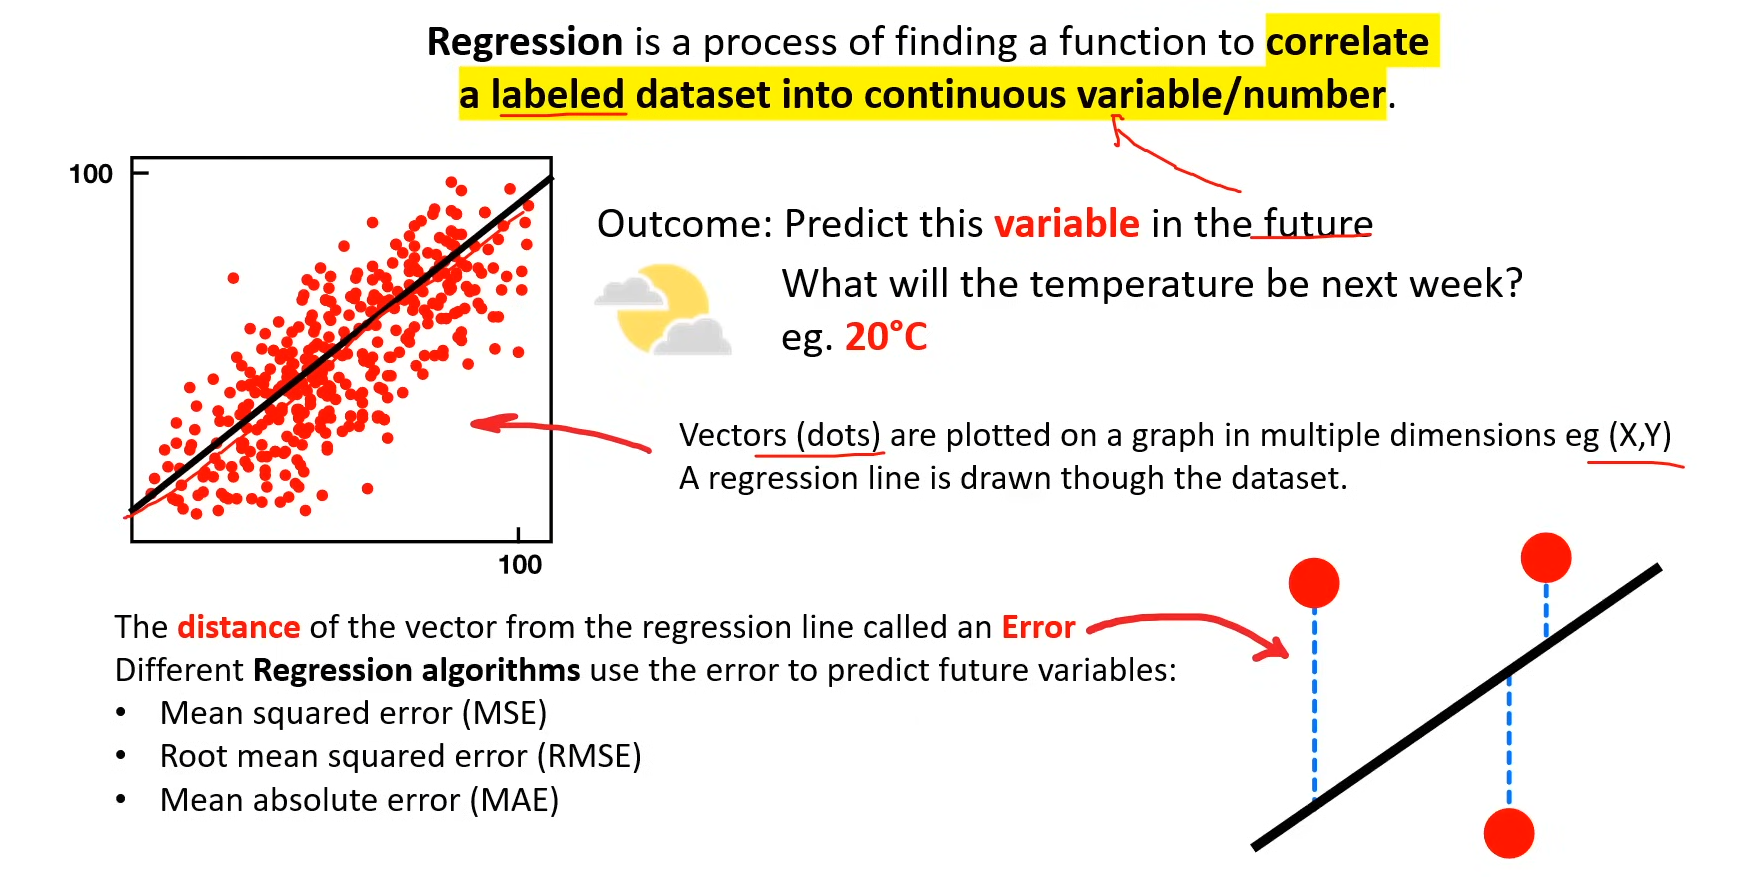 Regression is a process of finding a function to correlate
a labeled dataset into continuous variable/number.
100
100
Outcome: Predict this variable in the future
What will the temperature be next week?
eg. 20°C
Vectors (dots) are plotted on a graph in multiple dimensions eg (X,Y)
A regression line is drawn though the dataset.
The distance of the vector from the regression line called an Error
Different Regression algorithms use the error to predict future variables:
• Mean squared error (MSE)
• Root mean squared error (RMSE)
• Mean absolute error (MAE)